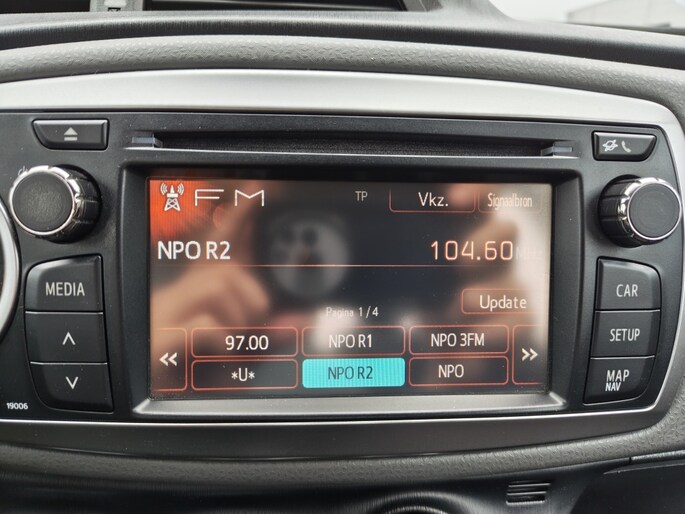 FM TP Vkz. Signaalbron
NPO R2 104.60
Pagina 1 / 4 Update
97.00 NPO R1 NPO 3FM
*U* NPO R2 NPO
MEDIA
19006
CAR
SETUP
MAP
NAV